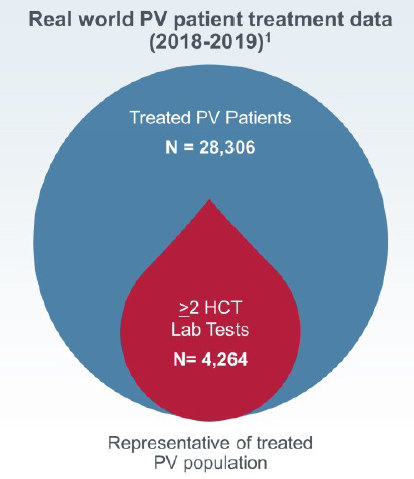 Real world PV patient treatment data
(2018-2019)¹
Treated PV Patients
N = 28,306
≥2 HCT
Lab Tests
N= 4,264
Representative of treated
PV population